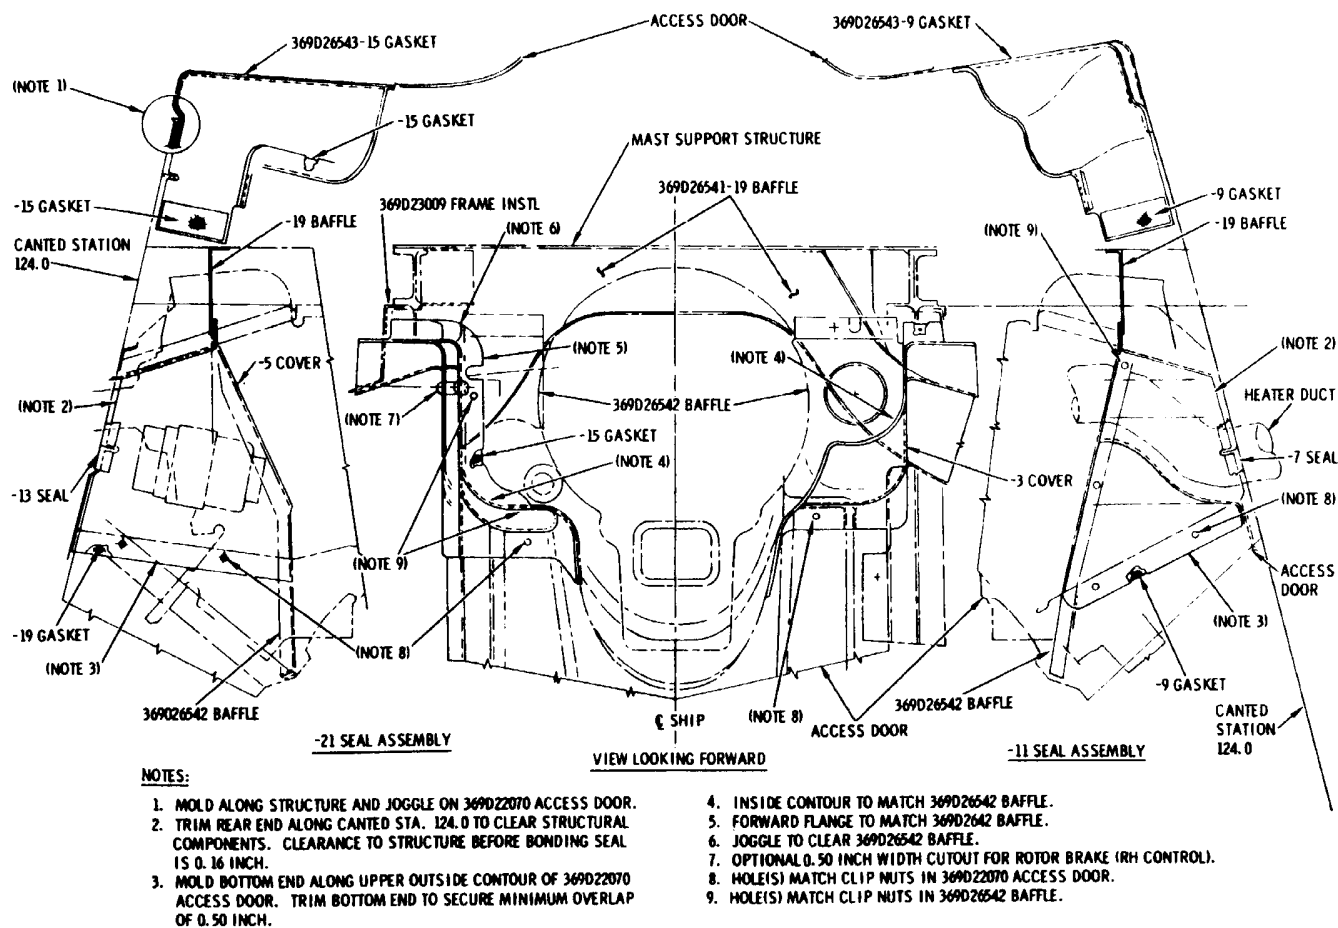 ACCESS DOOR
369D26543-15 GASKET
369D26543-9 GASKET
(NOTE 1)
-15 GASKET
MAST SUPPORT STRUCTURE
369D26541-19 BAFFLE
-15 GASKET
-19 BAFFLE
369D23009 FRAME INSTL
(NOTE 6)
-9 GASKET
-19 BAFFLE
(NOTE 9)
CANTED STATION
124.0
(NOTE 5)
(NOTE 4)
(NOTE 2)
-5 COVER
(NOTE 2)
(NOTE 7)
369D26542 BAFFLE
HEATER DUCT
-15 GASKET
(NOTE 4)
-7 SEAL
-13 SEAL
-3 COVER
(NOTE 8)
(NOTE 9)
ACCESS
DOOR
-19 GASKET
(NOTE 3)
(NOTE 8)
(NOTE 3)
-9 GASKET
369026542 BAFFLE
℄ SHIP
(NOTE 8)
ACCESS DOOR
369D26542 BAFFLE
CANTED
STATION
124.0
-21 SEAL ASSEMBLY
VIEW LOOKING FORWARD
-11 SEAL ASSEMBLY
NOTES:
1. MOLD ALONG STRUCTURE AND JOGGLE ON 369D22070 ACCESS DOOR.
2. TRIM REAR END ALONG CANTED STA. 124.0 TO CLEAR STRUCTURAL
COMPONENTS. CLEARANCE TO STRUCTURE BEFORE BONDING SEAL
IS 0.16 INCH.
3. MOLD BOTTOM END ALONG UPPER OUTSIDE CONTOUR OF 369D22070
ACCESS DOOR. TRIM BOTTOM END TO SECURE MINIMUM OVERLAP
OF 0.50 INCH.
4. INSIDE CONTOUR TO MATCH 369D26542 BAFFLE.
5. FORWARD FLANGE TO MATCH 369D2642 BAFFLE.
6. JOGGLE TO CLEAR 369D26542 BAFFLE.
7. OPTIONAL 0.50 INCH WIDTH CUTOUT FOR ROTOR BRAKE (RH CONTROL).
8. HOLE(S) MATCH CLIP NUTS IN 369D22070 ACCESS DOOR.
9. HOLE(S) MATCH CLIP NUTS IN 369D26542 BAFFLE.